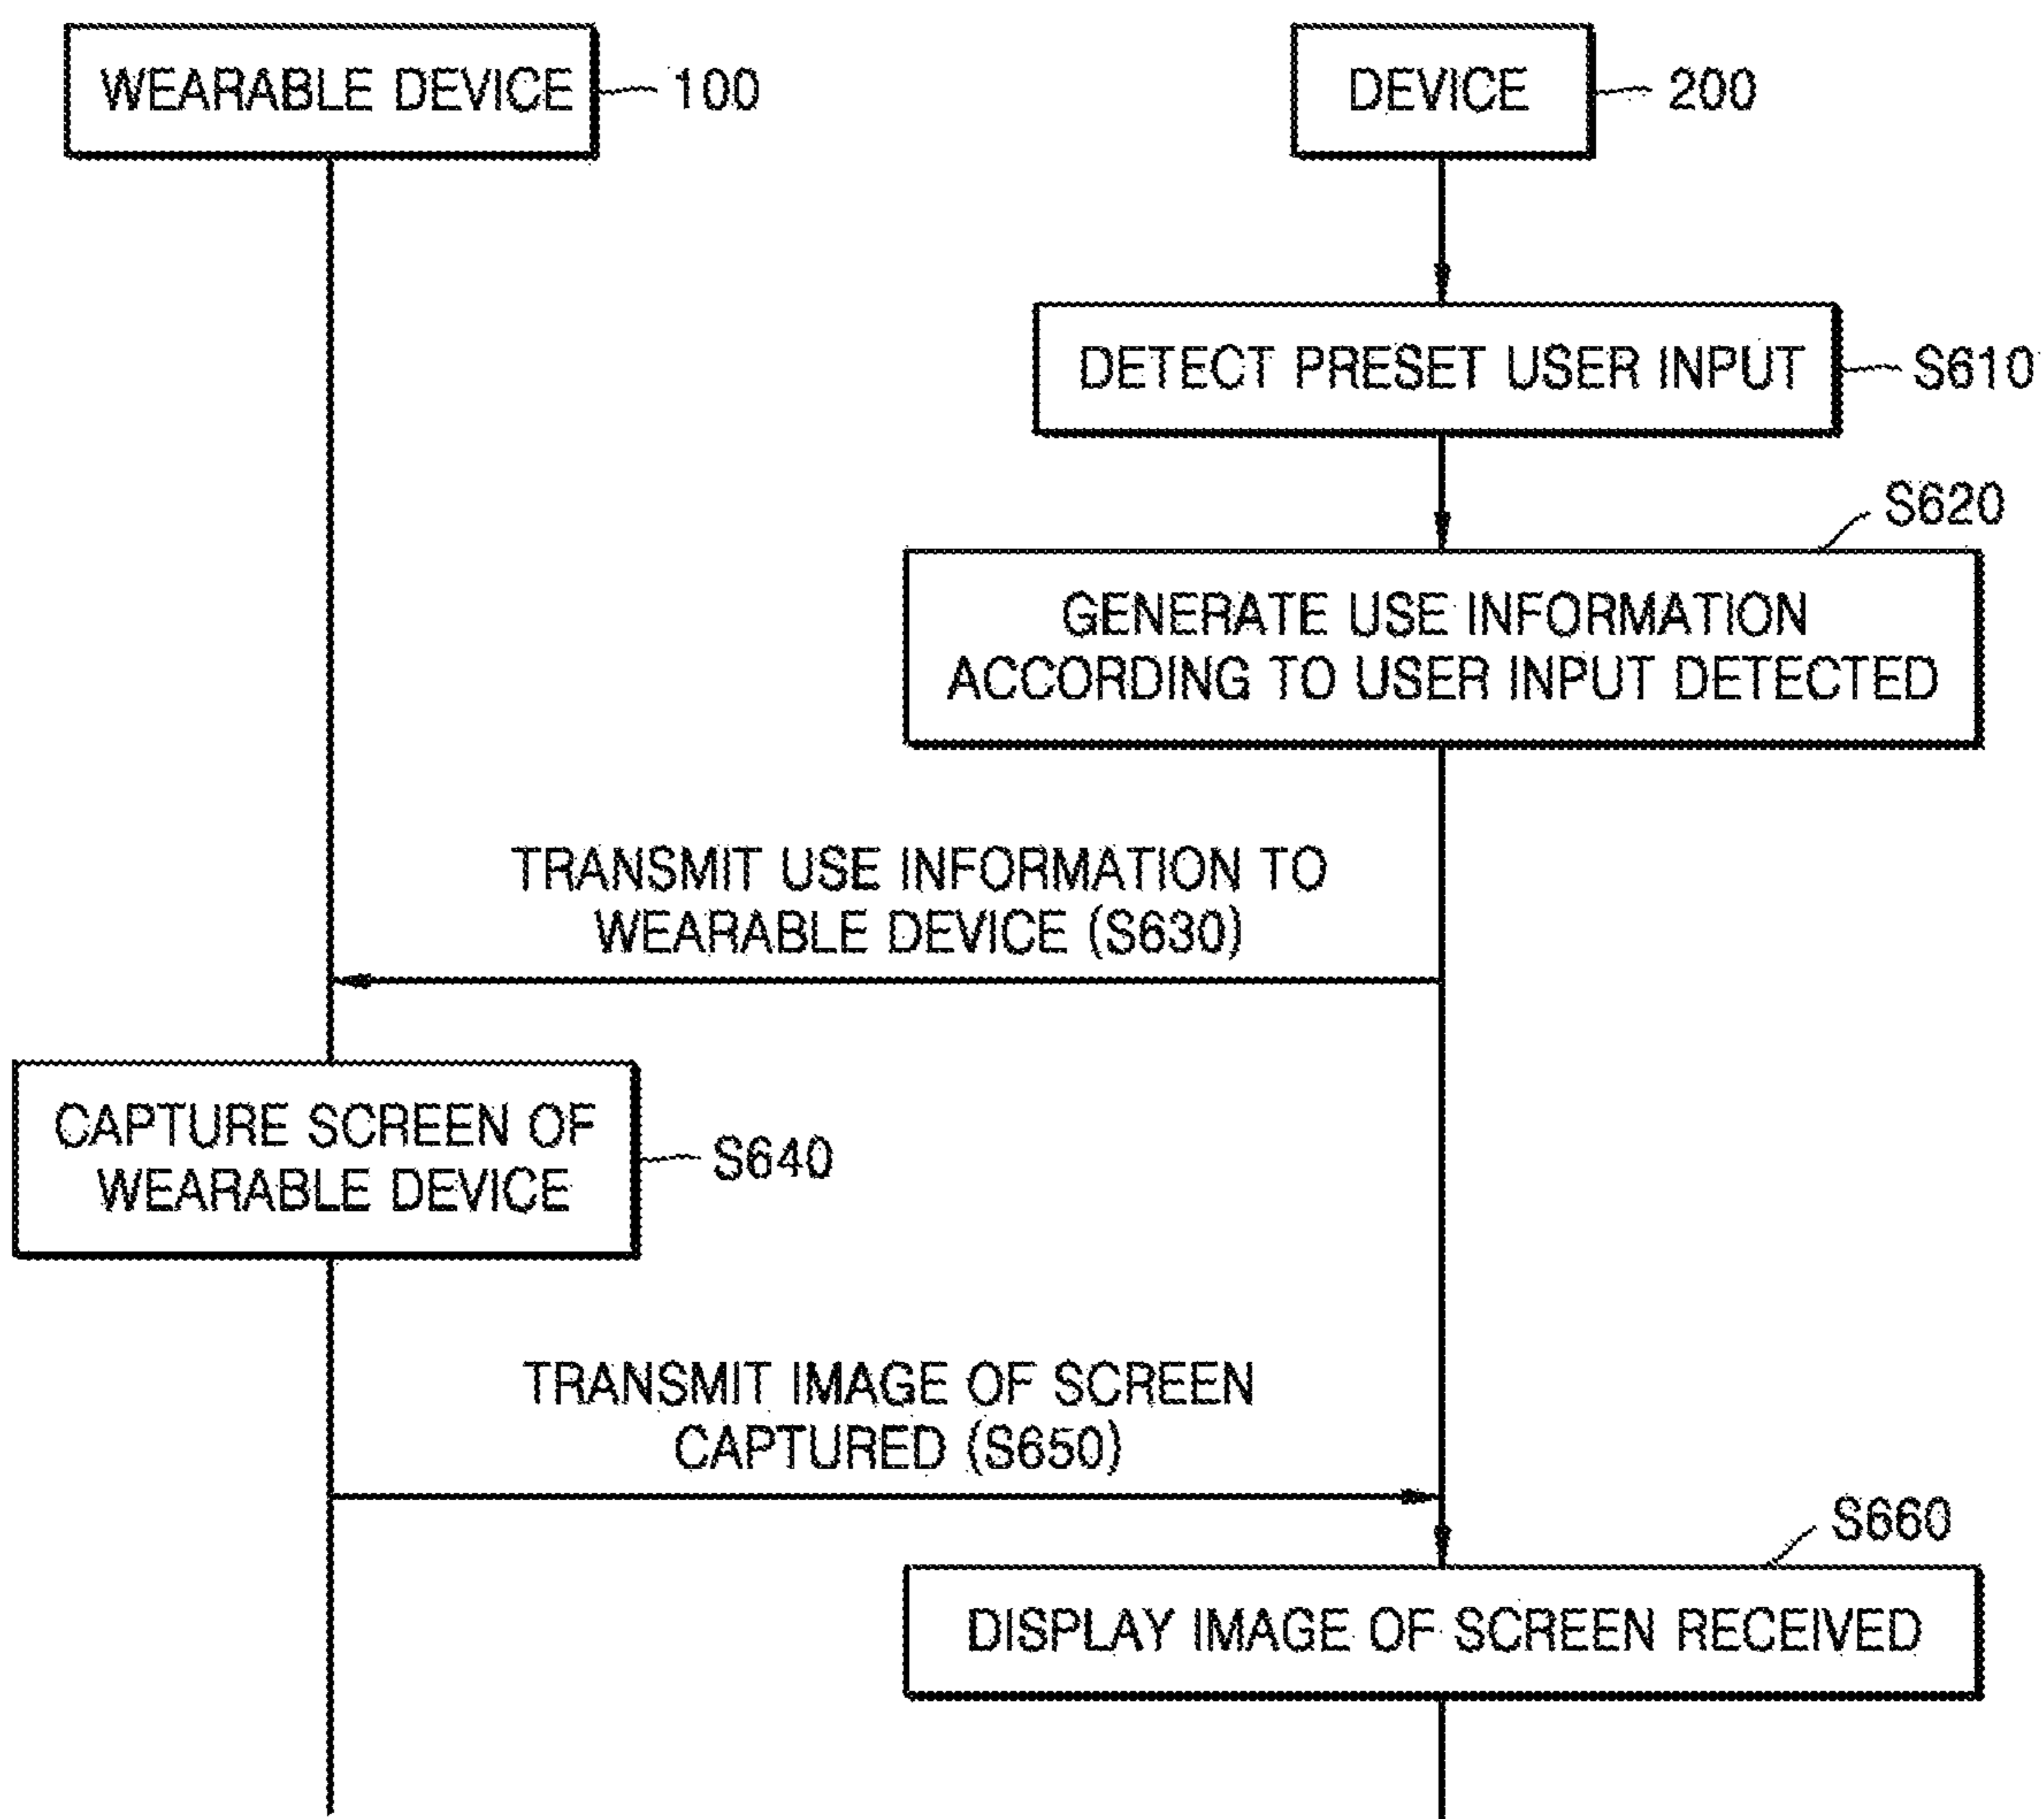 WEARABLE DEVICE
100
DEVICE
200
DETECT PRESET USER INPUT
S610
S620
GENERATE USE INFORMATION
ACCORDING TO USER INPUT DETECTED
TRANSMIT USE INFORMATION TO
WEARABLE DEVICE (S630)
CAPTURE SCREEN OF
WEARABLE DEVICE
S640
TRANSMIT IMAGE OF SCREEN
CAPTURED (S650)
S660
DISPLAY IMAGE OF SCREEN RECEIVED